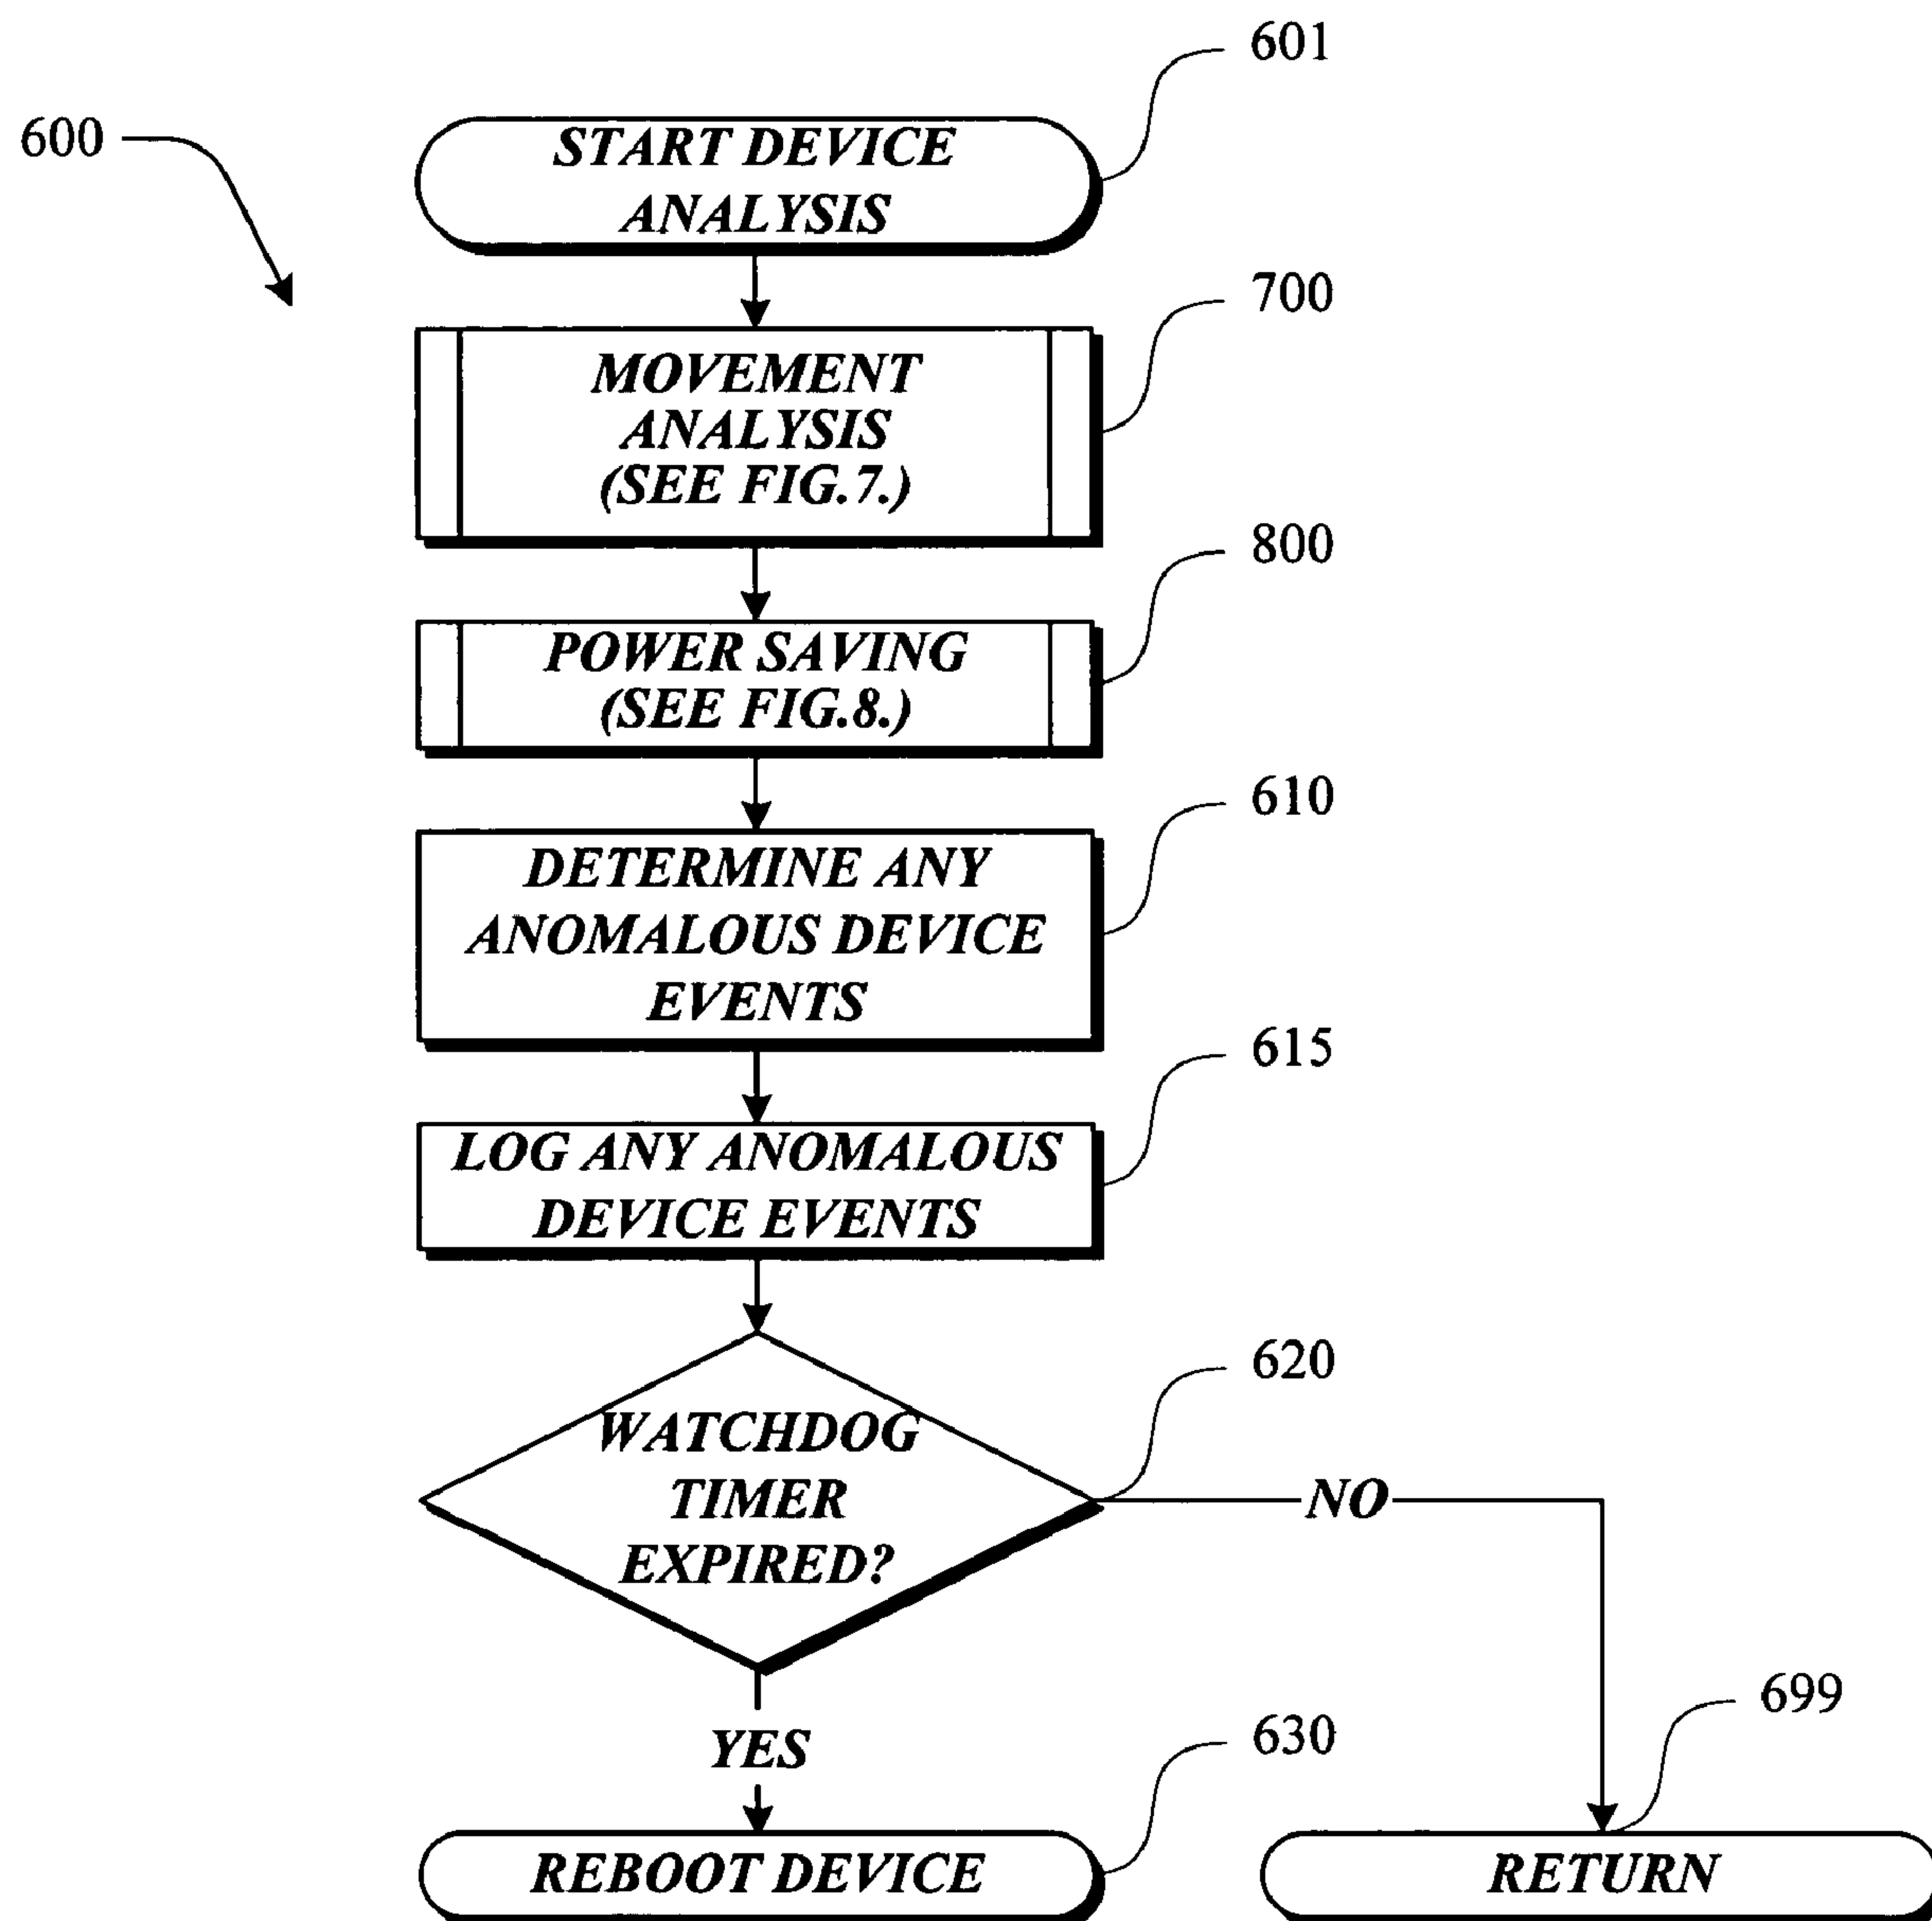 601
600
START DEVICE
ANALYSIS
700
MOVEMENT
ANALYSIS
(SEE FIG.7.)
800
POWER SAVING
(SEE FIG.8.)
610
DETERMINE ANY
ANOMALOUS DEVICE
EVENTS
615
LOG ANY ANOMALOUS
DEVICE EVENTS
620
WATCHDOG
TIMER
EXPIRED?
NO
699
YES
630
REBOOT DEVICE
RETURN